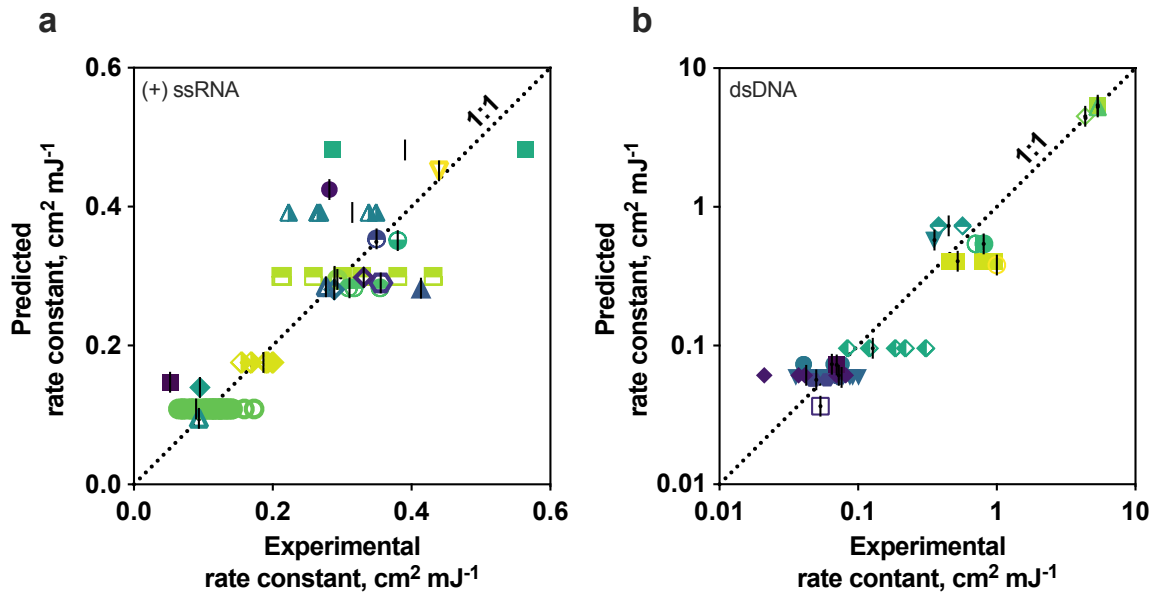 a
(+) ssRNA
1:1
0.6
0.4
0.2
0.0
0.0 0.2 0.4 0.6
Predicted
rate constant, cm² mJ⁻¹
Experimental
rate constant, cm² mJ⁻¹
b
dsDNA
1:1
10
1
0.1
0.01
0.01 0.1 1 10
Predicted
rate constant, cm² mJ⁻¹
Experimental
rate contant, cm² mJ⁻¹